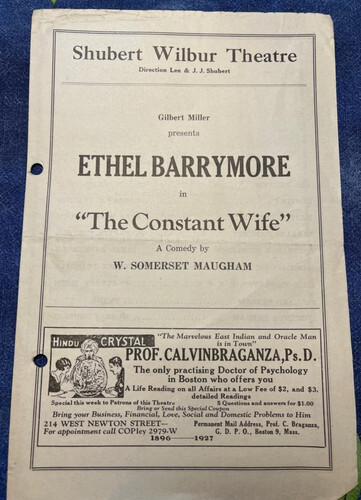 Shubert Wilbur Theatre
Direction Lee & J. J. Shubert
Gilbert Miller
presents
ETHEL BARRYMORE
in
"The Constant Wife"
A Comedy by
W. SOMERSET MAUGHAM
HINDU CRYSTAL
"The Marvelous East Indian and Oracle Man
is in Town"
PROF. CALVINBRAGANZA, Ps. D.
The only practising Doctor of Psychology
in Boston who offers you
A Life Reading on all Affairs at a Low Fee of $2, and $3.
detailed Readings
Special this week to Patrons of this Theatre
5 Questions and answers for $1.00
Bring or Send this Special Coupon
Bring your Business, Financial, Love, Social and Domestic Problems to Him
214 WEST NEWTON STREET—
For appointment call COPley 2979-W
Permanent Mail Address, Prof. C. Braganza,
G. D. P. O., Boston 9, Mass.
1896 — 1927